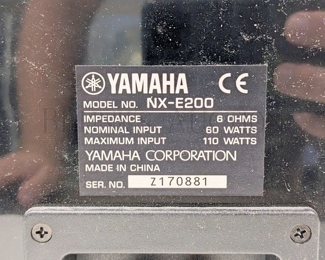 YAMAHA CE
MODEL NO. NX-E200
IMPEDANCE 6 OHMS
NOMINAL INPUT 60 WATTS
MAXIMUM INPUT 110 WATTS
YAMAHA CORPORATION
MADE IN CHINA
SER. NO. Z170881